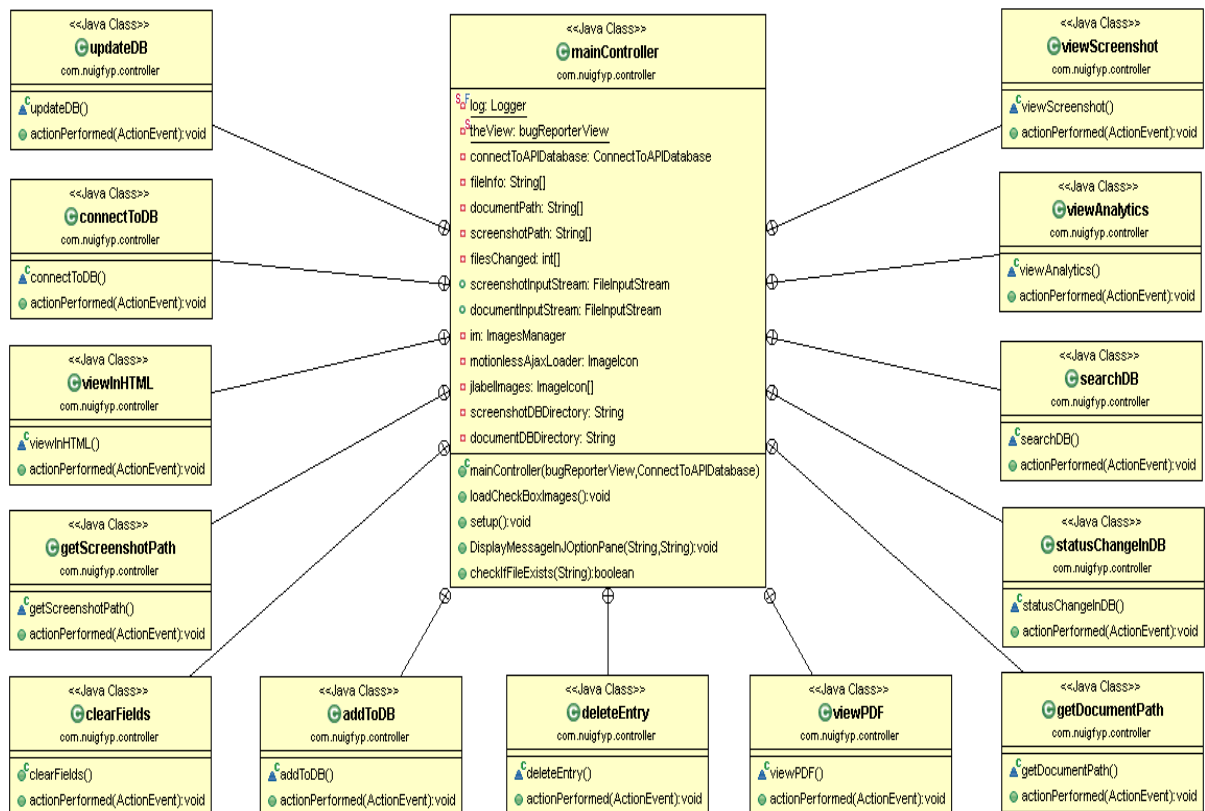 <<Java Class>>
updateDB
com.nuigfyp.controller
updateDB()
actionPerformed(ActionEvent):void
<<Java Class>>
connectToDB
com.nuigfyp.controller
connectToDB()
actionPerformed(ActionEvent):void
<<Java Class>>
viewInHTML
com.nuigfyp.controller
viewInHTML()
actionPerformed(ActionEvent):void
<<Java Class>>
getScreenshotPath
com.nuigfyp.controller
getScreenshotPath()
actionPerformed(ActionEvent):void
<<Java Class>>
clearFields
com.nuigfyp.controller
clearFields()
actionPerformed(ActionEvent):void
<<Java Class>>
mainController
com.nuigfyp.controller
log: Logger
theView: bugReporterView
connectToAPIDatabase: ConnectToAPIDatabase
fileInfo: String[]
documentPath: String[]
screenshotPath: String[]
filesChanged: int[]
screenshotInputStream: FileInputStream
documentInputStream: FileInputStream
im: ImagesManager
motionlessAjaxLoader: ImageIcon
jlabelImages: ImageIcon[]
screenshotDBDirectory: String
documentDBDirectory: String
mainController(bugReporterView,ConnectToAPIDatabase)
loadCheckBoxImages():void
setup():void
DisplayMessageInJOptionPane(String,String):void
checkIfFileExists(String):boolean
<<Java Class>>
addToDB
com.nuigfyp.controller
addToDB()
actionPerformed(ActionEvent):void
<<Java Class>>
deleteEntry
com.nuigfyp.controller
deleteEntry()
actionPerformed(ActionEvent):void
<<Java Class>>
viewPDF
com.nuigfyp.controller
viewPDF()
actionPerformed(ActionEvent):void
<<Java Class>>
viewScreenshot
com.nuigfyp.controller
viewScreenshot()
actionPerformed(ActionEvent):void
<<Java Class>>
viewAnalytics
com.nuigfyp.controller
viewAnalytics()
actionPerformed(ActionEvent):void
<<Java Class>>
searchDB
com.nuigfyp.controller
searchDB()
actionPerformed(ActionEvent):void
<<Java Class>>
statusChangeInDB
com.nuigfyp.controller
statusChangeInDB()
actionPerformed(ActionEvent):void
<<Java Class>>
getDocumentPath
com.nuigfyp.controller
getDocumentPath()
actionPerformed(ActionEvent):void